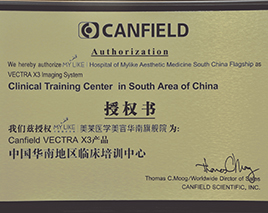 CANFIELD
Authorization
We hereby authorize MYLIKE Hospital of Mylike Aesthetic Medicine South China Flagship as
VECTRA X3 Imaging System
Clinical Training Center in South Area of China
授权书
我们兹授权 MYLIKE 美莱医学美容华南旗舰院 为:
Canfield VECTRA X3产品
中国华南地区临床培训中心
Thomas C.Moog/Worldwide Dirctor of Sales
CANFIELD SCIENTIFIC, INC.